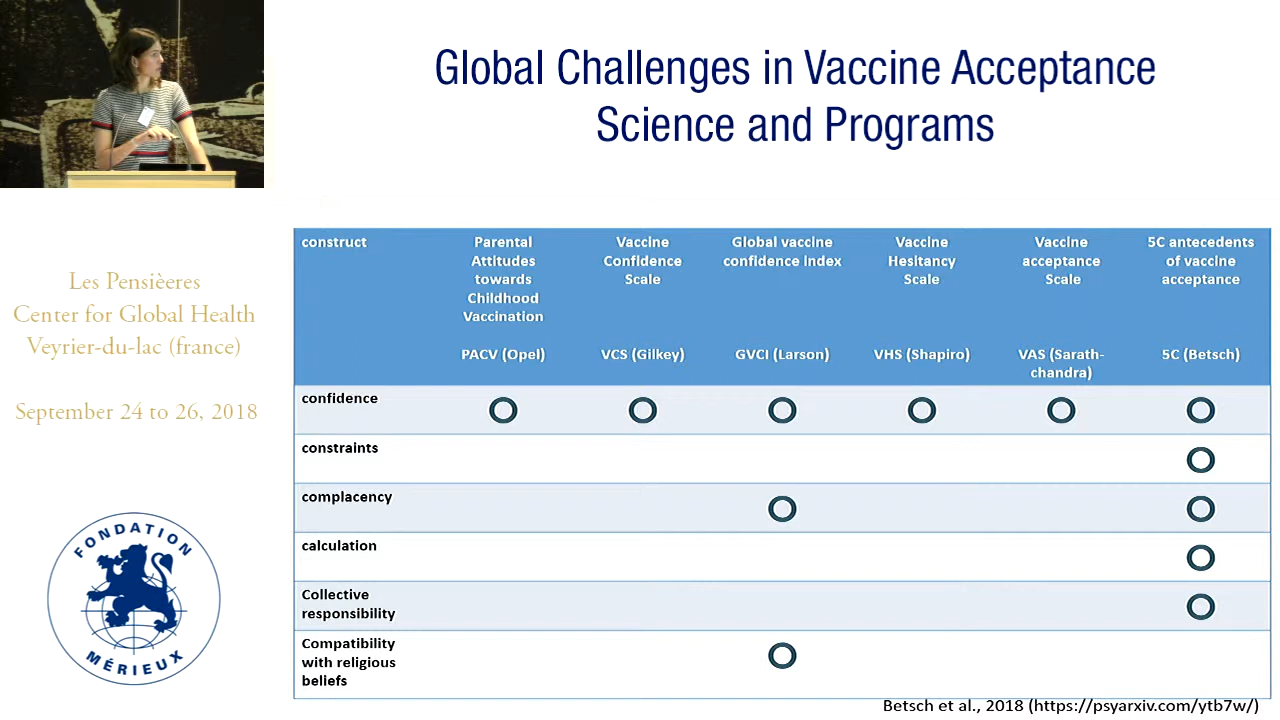 Global Challenges in Vaccine Acceptance
Science and Programs
Les Pensièeres
Center for Global Health
Veyrier-du-lac (france)
September 24 to 26, 2018
FONDATION
MÉRIEUX
construct
Parental
Attitudes
towards
Childhood
Vaccination
PACV (Opel)
Vaccine
Confidence
Scale
VCS (Gilkey)
Global vaccine
confidence index
GVCI (Larson)
Vaccine
Hesitancy
Scale
VHS (Shapiro)
Vaccine
acceptance
Scale
VAS (Sarath-
chandra)
5C antecedents
of vaccine
acceptance
5C (Betsch)
confidence
constraints
complacency
calculation
Collective
responsibility
Compatibility
with religious
beliefs
Betsch et al., 2018 (https://psyarxiv.com/ytb7w/)